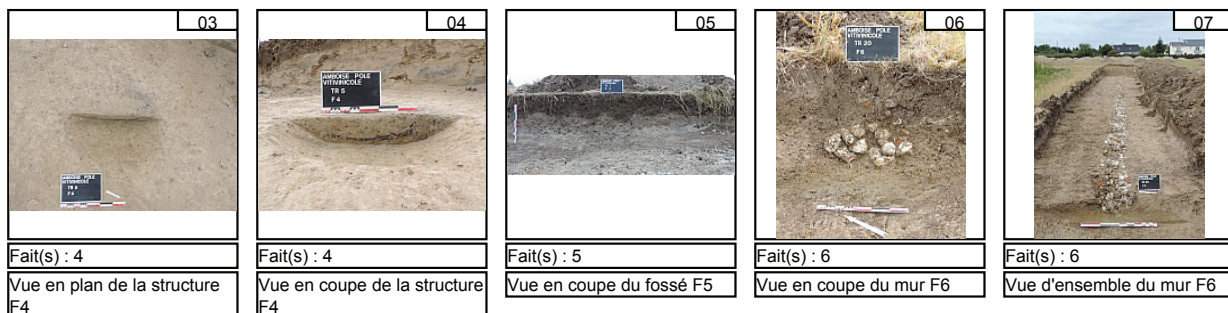 03
AMBOISE POLE
VITIVINICOLE
TR 5
F 4
Fait(s) : 4
Vue en plan de la structure
F4
04
AMBOISE POLE
VITIVINICOLE
TR 5
F 4
Fait(s) : 4
Vue en coupe de la structure
F4
05
Fait(s) : 5
Vue en coupe du fossé F5
06
AMBOISE POLE
VITIVINICOLE
TR 20
F6
Fait(s) : 6
Vue en coupe du mur F6
07
Fait(s) : 6
Vue d'ensemble du mur F6